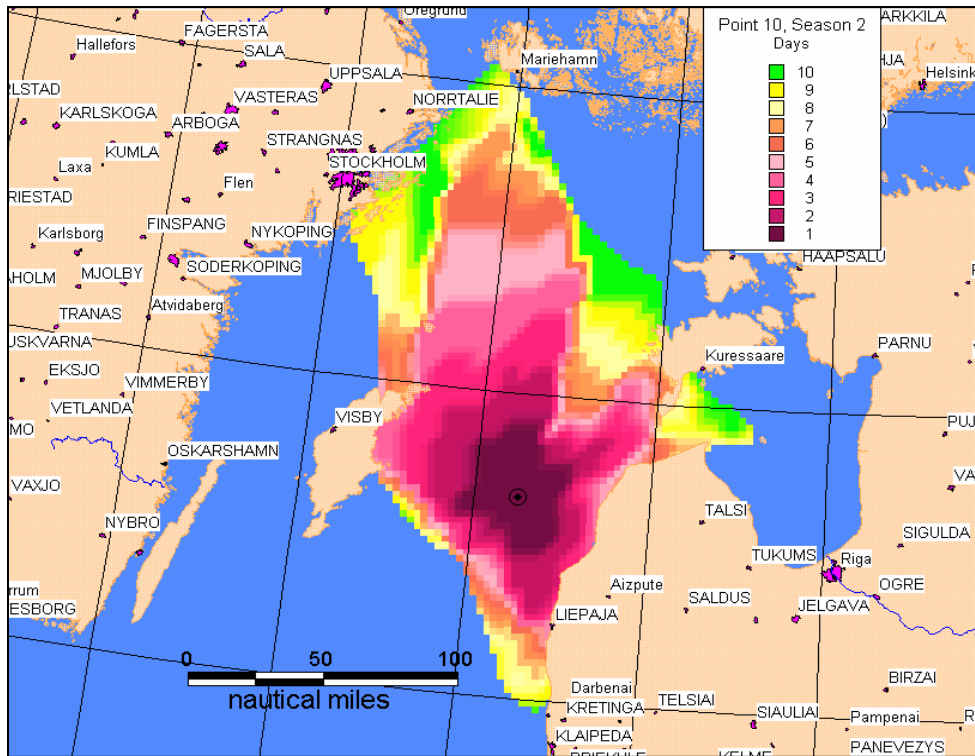 Oregrund
FAGERSTA
Hallefors
SALA
Mariehamn
Point 10, Season 2
Days
10
9
8
7
6
5
4
3
2
1
ARKKILA
HJA
Helsink
RLSTAD
UPPSALA
VASTERAS
NORRTALJE
KARLSKOGA
ARBOGA
KUMLA
STRANGNAS
STOCKHOLM
Laxa
Flen
RIESTAD
FINSPANG
Karlsborg
NYKOPING
HAAPSALU
SODERKOPING
AHOLM
MJOLBY
Atvidaberg
TRANAS
USKVARNA
PARNU
Kuressaare
EKSJO
VIMMERBY
VETLANDA
MO
VISBY
PUJ
OSKARSHAMN
VAXJO
VA
TALSI
NYBRO
SIGULDA
TUKUMS
Riga
rrum
ESBORG
Aizpute
OGRE
SALDUS
LIEPAJA
JELGAVA
0 50 100
nautical miles
BIRZAI
Darbenai
TELSIAI
KRETINGA
SIAULIAI
Pampenai
R
KLAIPEDA
PANEVEZYS
PRIEKULE
KELME